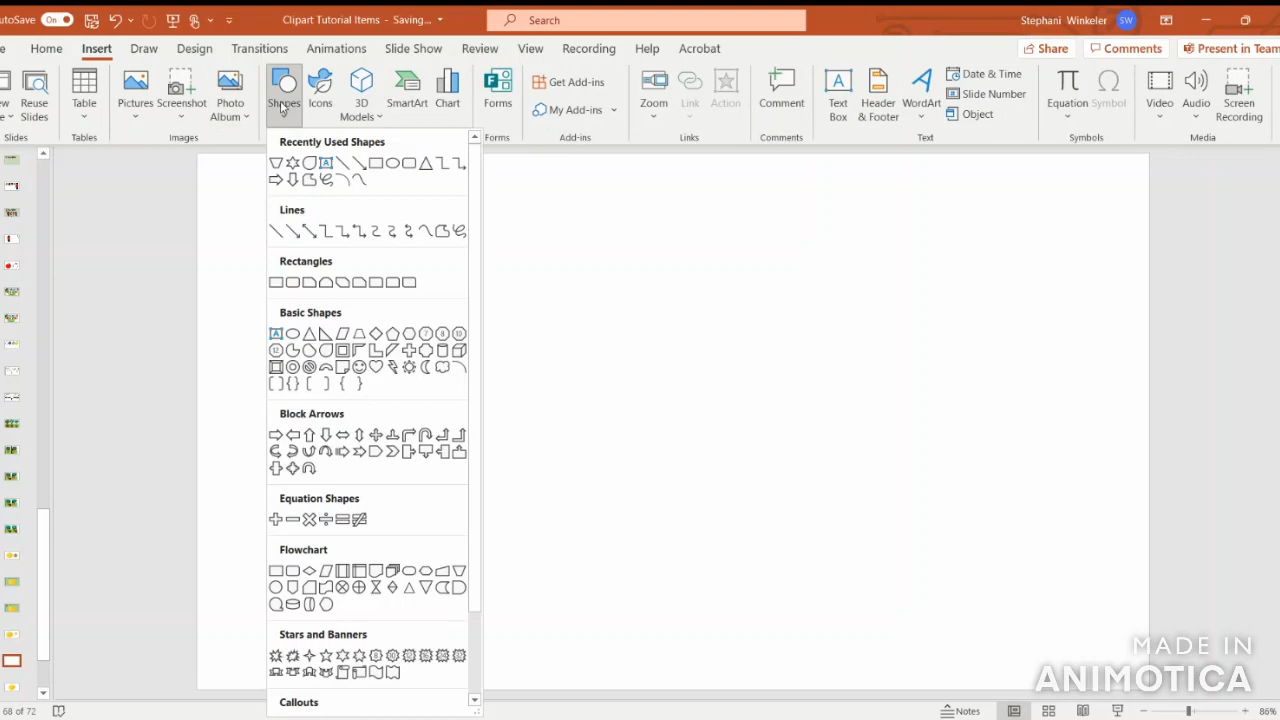 utoSave On Clipart Tutorial Items - Saving... Search Stephani Winkeler SW
e Home Insert Draw Design Transitions Animations Slide Show Review View Recording Help Acrobat Share Comments Present in Team
ew Reuse Slides Table Pictures Screenshot Photo Album Shapes Icons 3D Models SmartArt Chart Forms Get Add-ins My Add-ins Zoom Link Action Comment Text Box Header & Footer WordArt Date & Time Slide Number Object Equation Symbol Video Audio Screen Recording
Slides Tables Images Forms Add-ins Links Comments Text Symbols Media
Recently Used Shapes
Lines
Rectangles
Basic Shapes
Block Arrows
Equation Shapes
Flowchart
Stars and Banners
Callouts
MADE IN
ANIMOTICA
68 of 72 Notes 86%